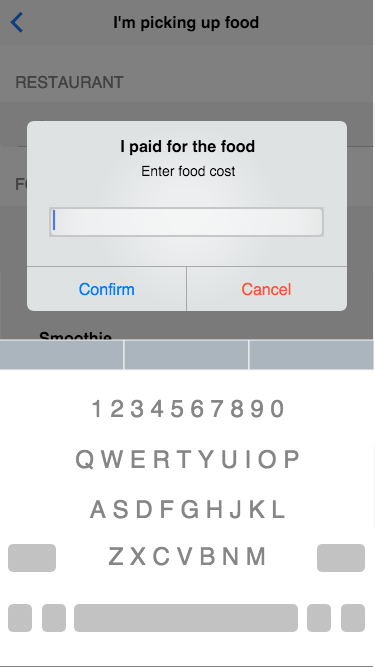 I'm picking up food
RESTAURANT
I paid for the food
Enter food cost
Confirm Cancel
Smoothie
1 2 3 4 5 6 7 8 9 0
Q W E R T Y U I O P
A S D F G H J K L
Z X C V B N M